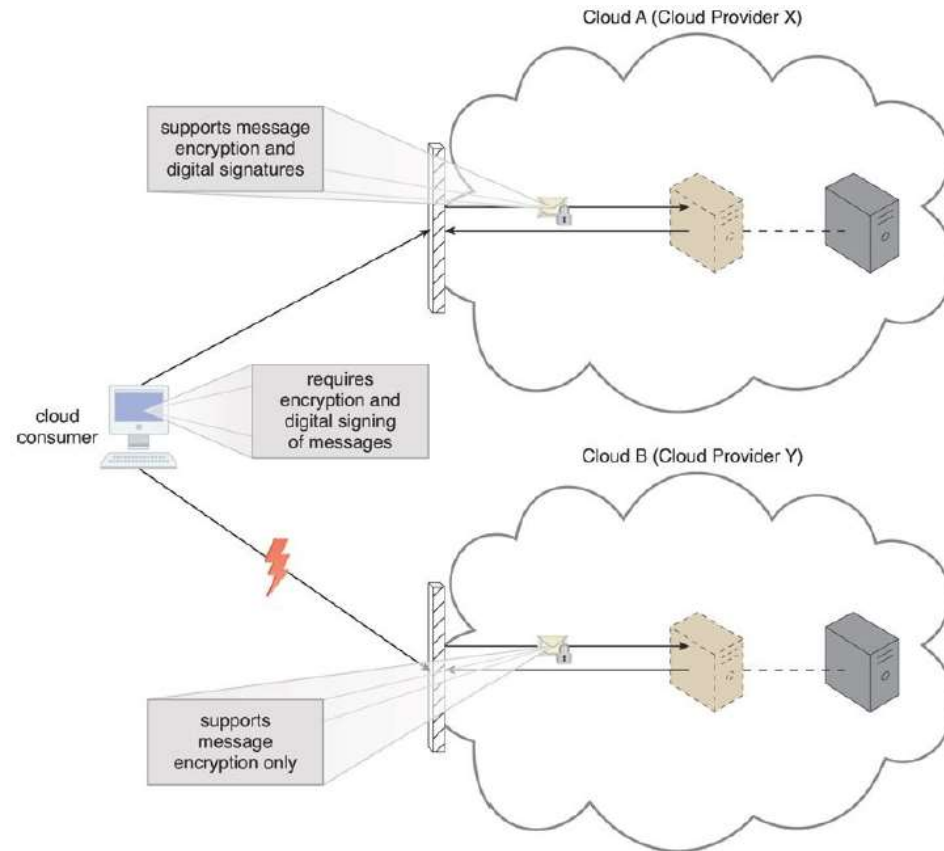 Cloud A (Cloud Provider X)
supports message
encryption and
digital signatures
requires
encryption and
digital signing
of messages
cloud
consumer
Cloud B (Cloud Provider Y)
supports
message
encryption only